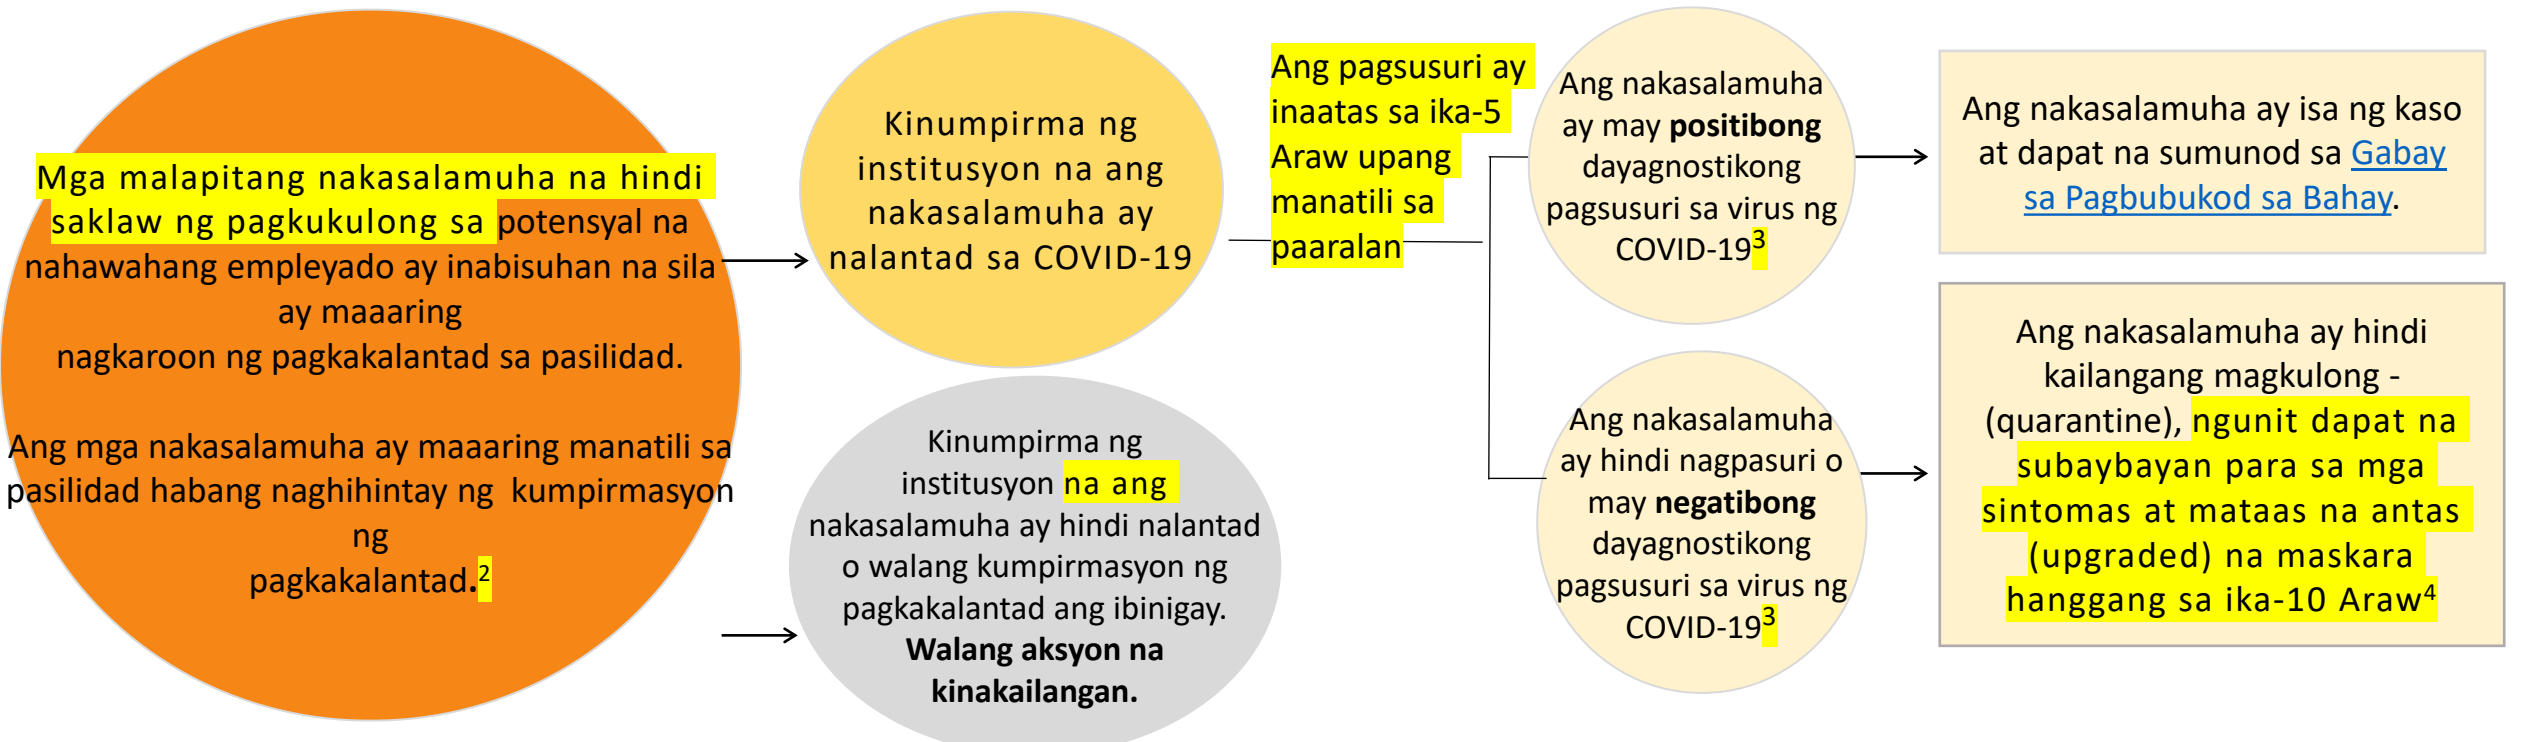 Mga malapitang nakasalamuha na hindi
saklaw ng pagkukulong sa potensyal na
nahawahang empleyado ay inabisuhan na sila
ay maaaring
nagkaroon ng pagkakalantad sa pasilidad.
Ang mga nakasalamuha ay maaaring manatili sa
pasilidad habang naghihintay ng kumpirmasyon
ng
pagkakalantad.2
Kinumpirma ng
institusyon na ang
nakasalamuha ay
nalantad sa COVID-19
Kinumpirma ng
institusyon na ang
nakasalamuha ay hindi nalantad
o walang kumpirmasyon ng
pagkakalantad ang ibinigay.
Walang aksyon na
kinakailangan.
Ang pagsusuri ay
inaatas sa ika-5
Araw upang
manatili sa
paaralan
Ang nakasalamuha
ay may positibong
dayagnostikong
pagsusuri sa virus ng
COVID-193
Ang nakasalamuha
ay hindi nagpasuri o
may negatibong
dayagnostikong
pagsusuri sa virus ng
COVID-193
Ang nakasalamuha ay isa ng kaso
at dapat na sumunod sa Gabay
sa Pagbubukod sa Bahay.
Ang nakasalamuha ay hindi
kailangang magkulong -
(quarantine), ngunit dapat na
subaybayan para sa mga
sintomas at mataas na antas
(upgraded) na maskara
hanggang sa ika-10 Araw4